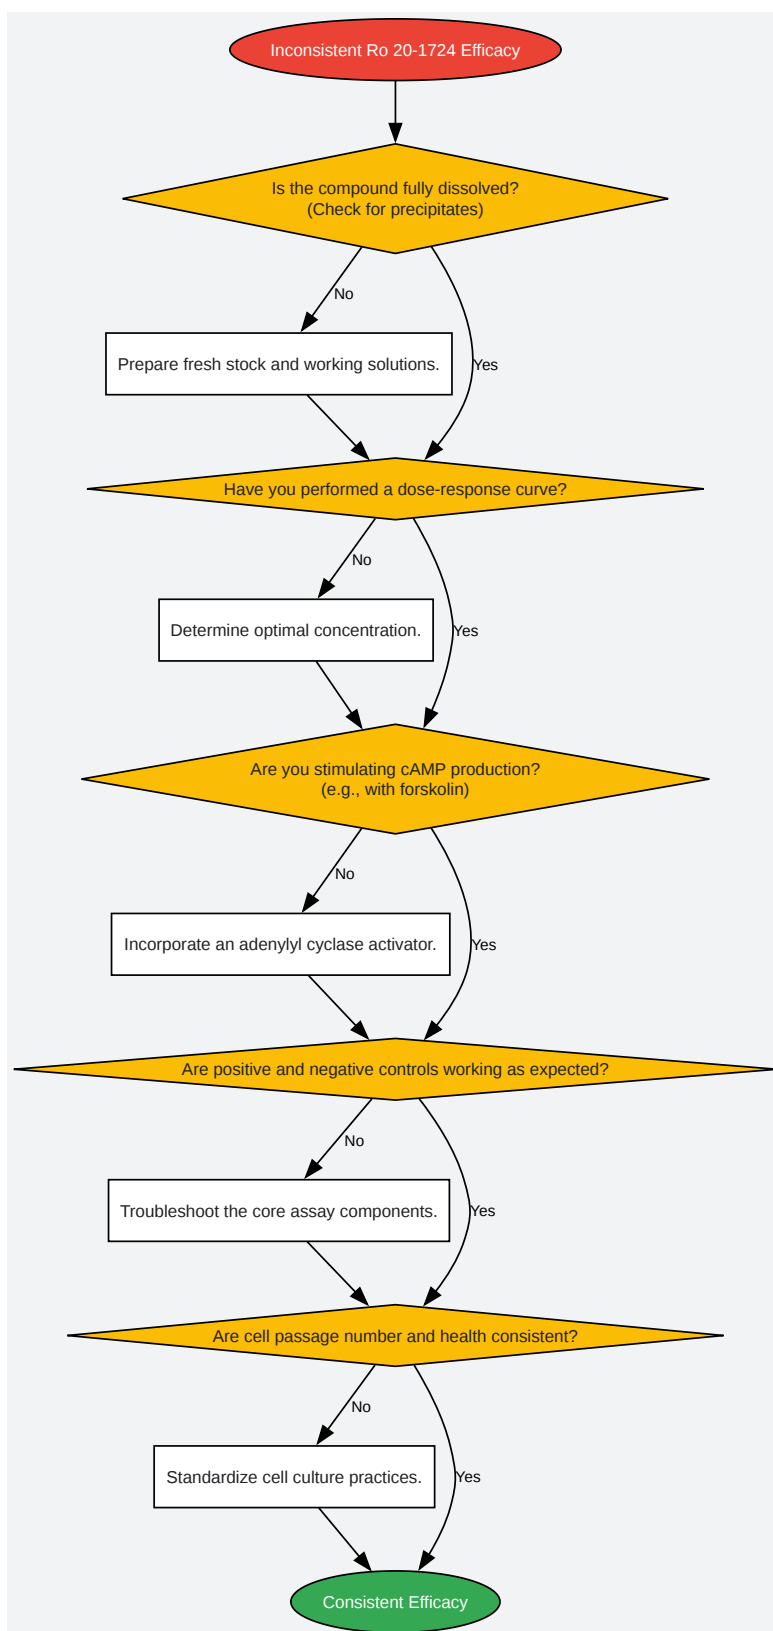 Inconsistent Ro 20-1724 Efficacy
Is the compound fully dissolved?
(Check for precipitates)
No
Prepare fresh stock and working solutions.
Yes
Have you performed a dose-response curve?
No
Determine optimal concentration.
Yes
Are you stimulating cAMP production?
(e.g., with forskolin)
No
Incorporate an adenylyl cyclase activator.
Yes
Are positive and negative controls working as expected?
No
Troubleshoot the core assay components.
Yes
Are cell passage number and health consistent?
No
Standardize cell culture practices.
Yes
Consistent Efficacy